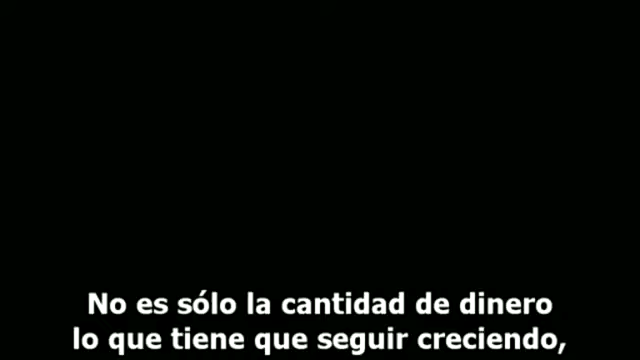 No es sólo la cantidad de dinero
lo que tiene que seguir creciendo,